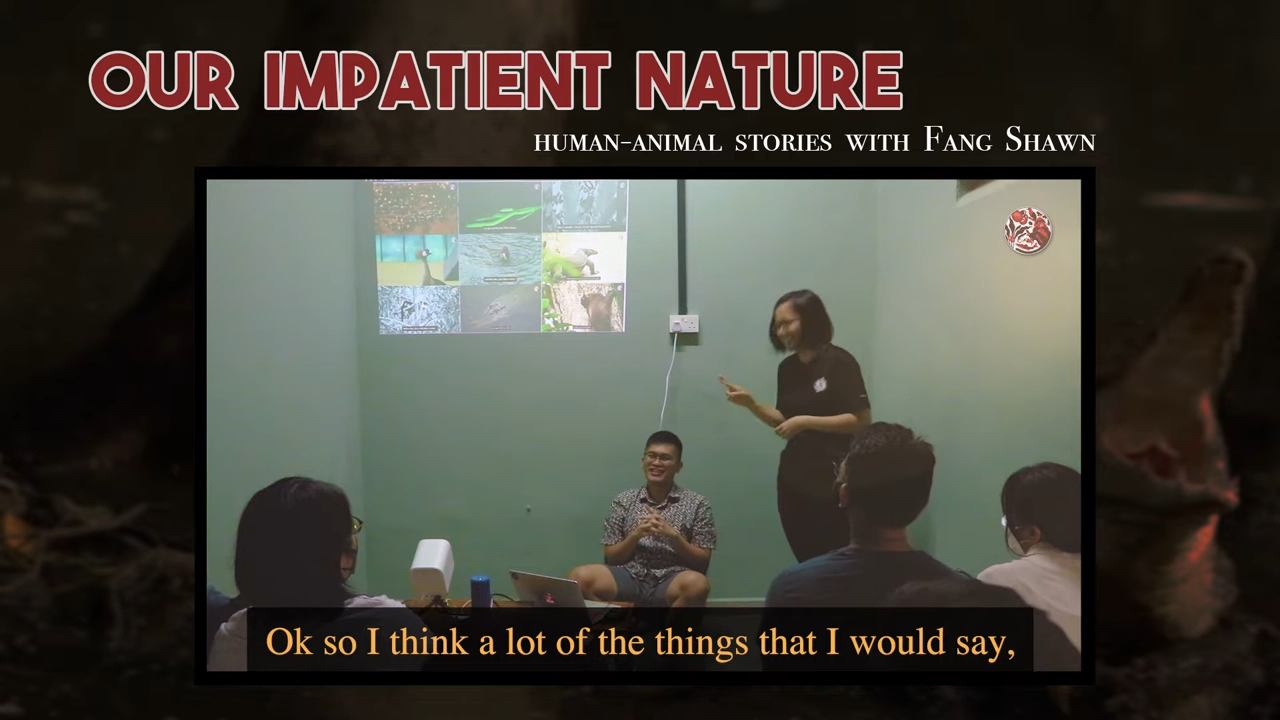 OUR IMPATIENT NATURE
HUMAN-ANIMAL STORIES WITH FANG SHAWN
Ok so I think a lot of the things that I would say,